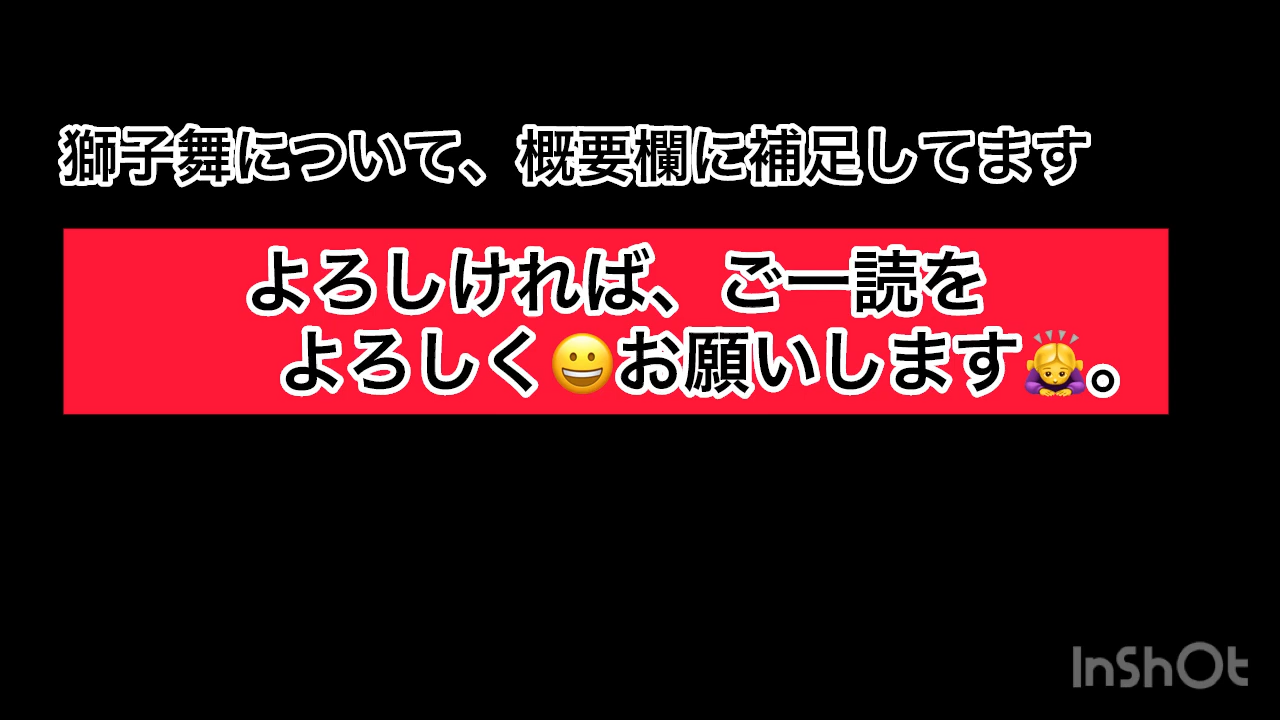 獅子舞について、概要欄に補足してます
よろしければ、ご一読を
よろしく😀お願いします🙇‍♀️。
InShOt